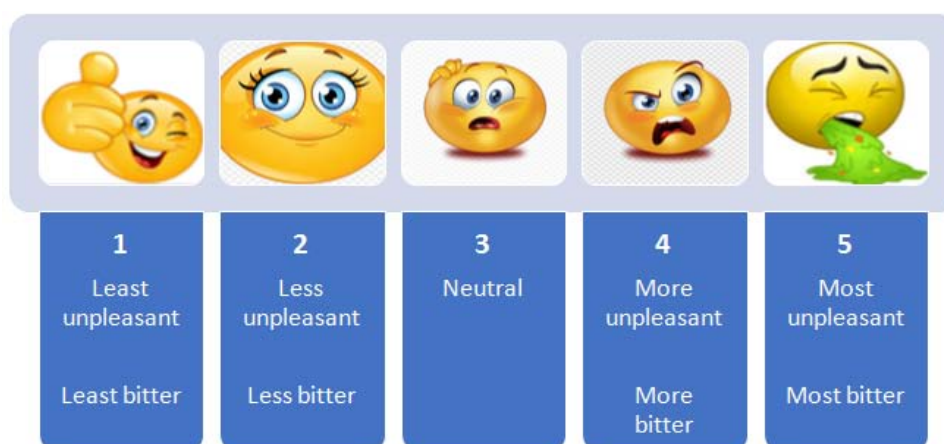 1
Least
unpleasant
Least bitter
2
Less
unpleasant
Less bitter
3
Neutral
4
More
unpleasant
More
bitter
5
Most
unpleasant
Most bitter